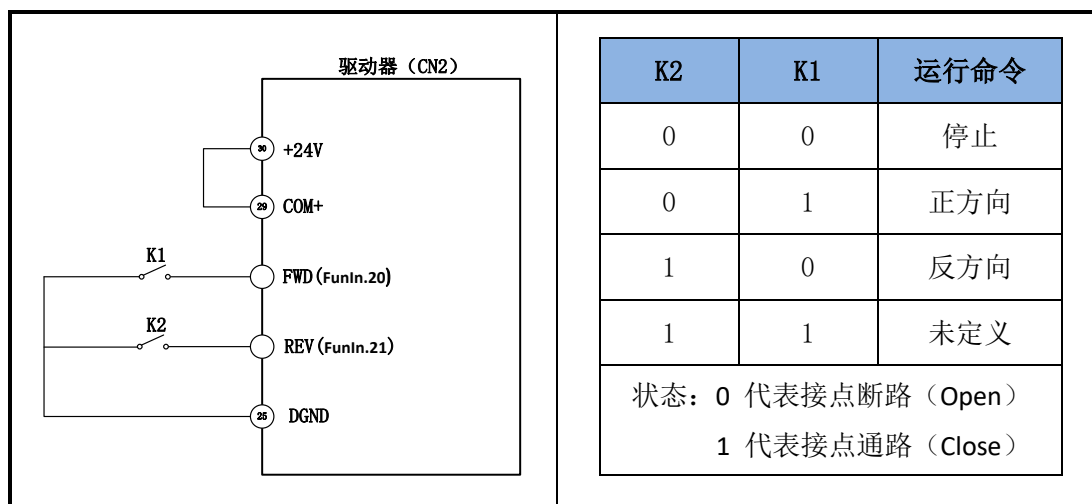 驱动器（CN2）
30 +24V
29 COM+
K1
FWD(FunIn.20)
K2
REV(FunIn.21)
25 DGND
K2 K1 运行命令
0 0 停止
0 1 正方向
1 0 反方向
1 1 未定义
状态：0 代表接点断路（Open）
1 代表接点通路（Close）